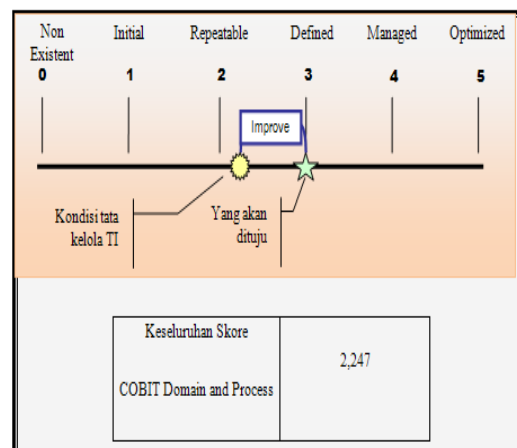 Non Existent Initial Repeatable Defined Managed Optimized
0 1 2 3 4 5
Improve
Kondisi tata
kelola TI
Yang akan
dituju
Keseluruhan Skore
2,247
COBIT Domain and Process